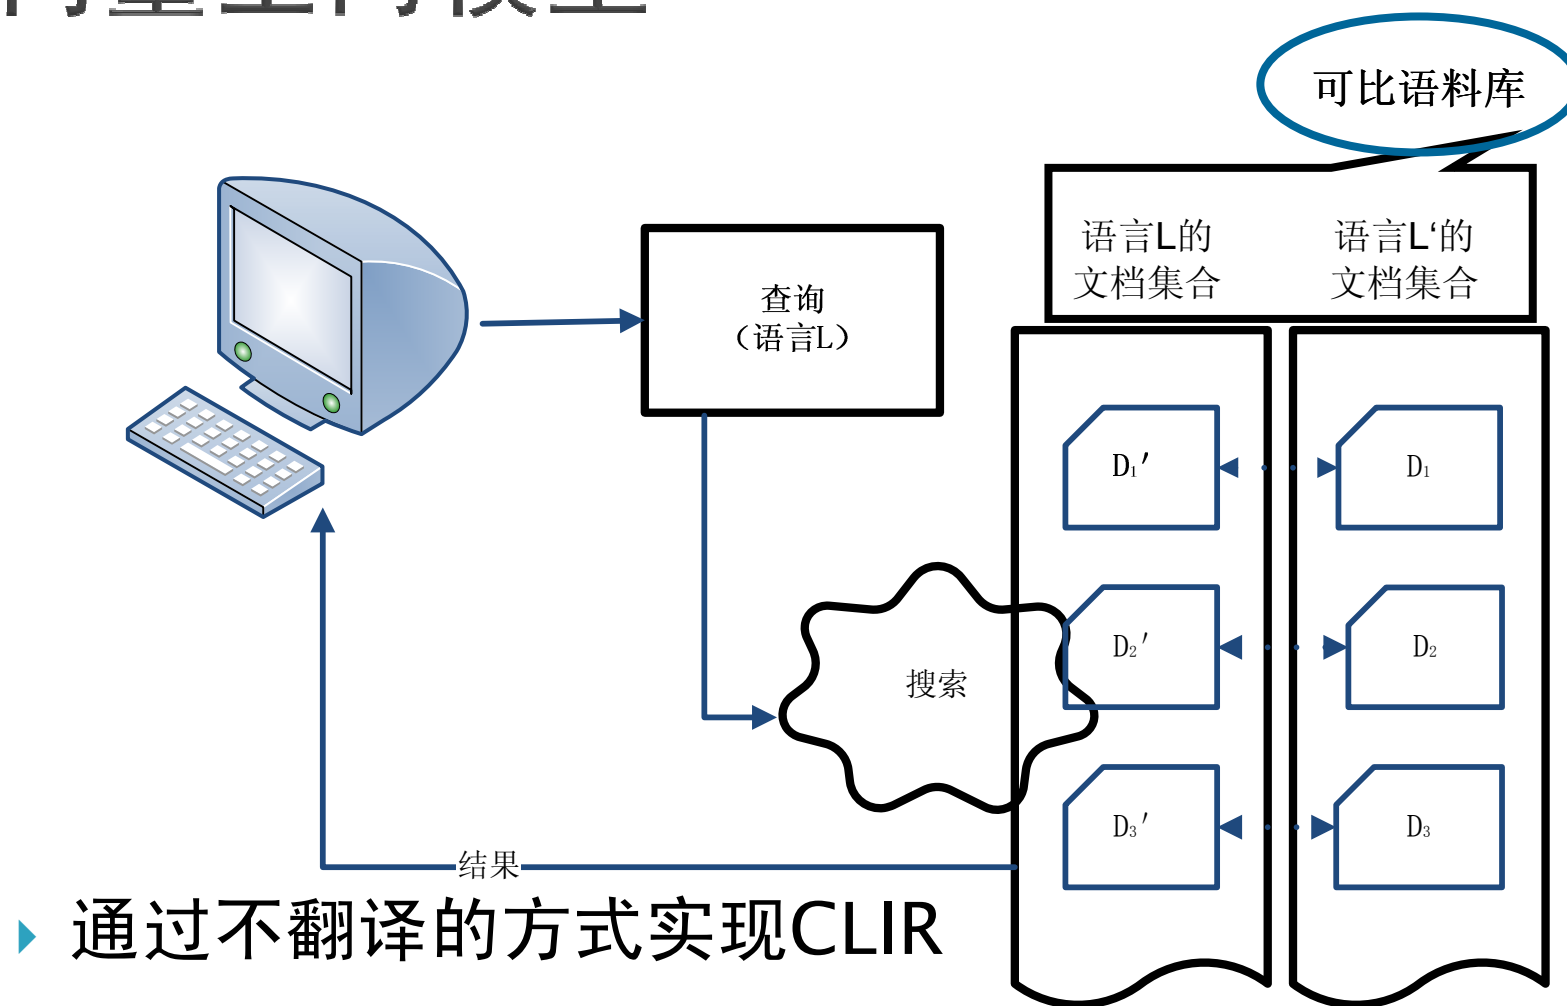 可比语料库
语言L的
文档集合
语言L‘的
文档集合
查询
（语言L）
D₁′
D₁
D₂′
D₂
搜索
D₃′
D₃
结果
通过不翻译的方式实现CLIR